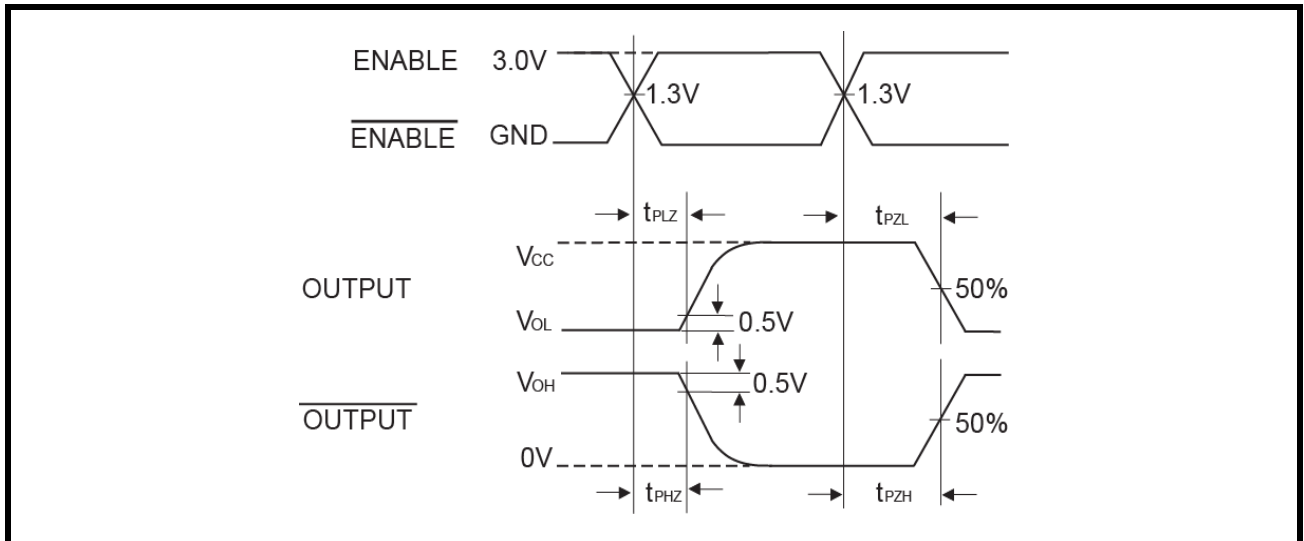 ENABLE 3.0V
1.3V 1.3V
ENABLE GND
tPLZ tPZL
VCC
OUTPUT 50%
VOL 0.5V
VOH 0.5V
OUTPUT 50%
0V
tPHZ tPZH